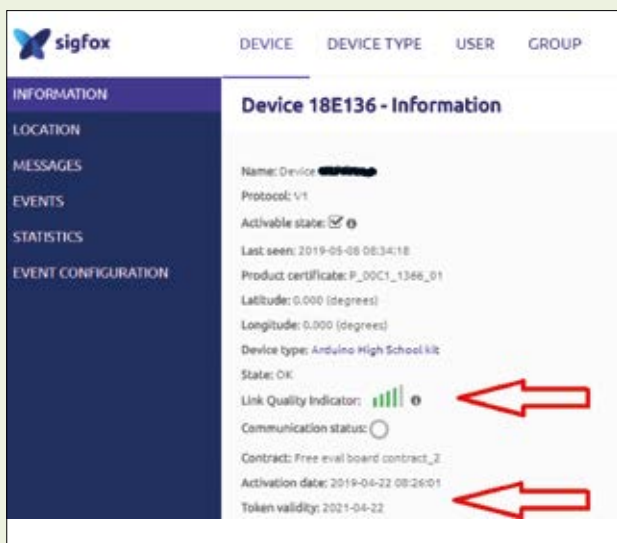 sigfox
DEVICE DEVICE TYPE USER GROUP
INFORMATION
LOCATION
MESSAGES
EVENTS
STATISTICS
EVENT CONFIGURATION
Device 18E136 - Information
Name: Device
Protocol: V1
Activable state:
Last seen: 2019-05-08 08:34:18
Product certificate: P_00C1_1366_01
Latitude: 0.000 (degrees)
Longitude: 0.000 (degrees)
Device type: Arduino High School kit
State: OK
Link Quality Indicator:
Communication status:
Contract: Free eval board contract_2
Activation date: 2019-04-22 08:26:01
Token validity: 2021-04-22